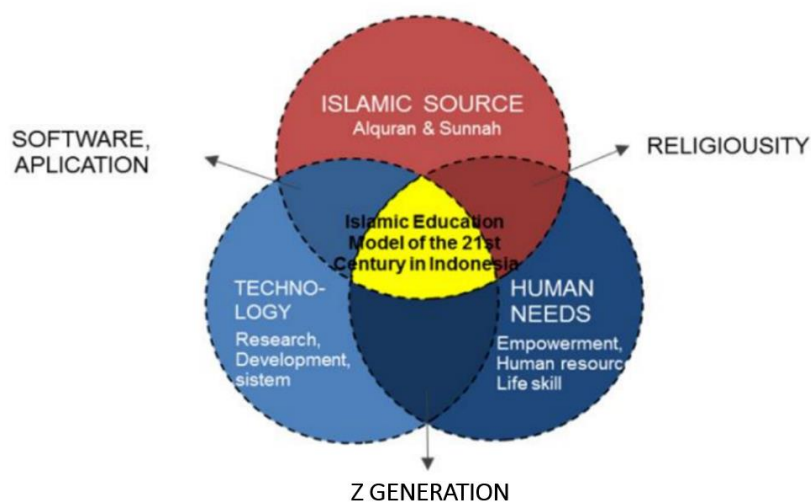 ISLAMIC SOURCE
Alquran & Sunnah
SOFTWARE,
APLICATION
RELIGIOUSITY
Islamic Education
Model of the 21st
Century in Indonesia
TECHNO-
LOGY
Research,
Development,
sistem
HUMAN
NEEDS
Empowerment,
Human resourc
Life skill
Z GENERATION